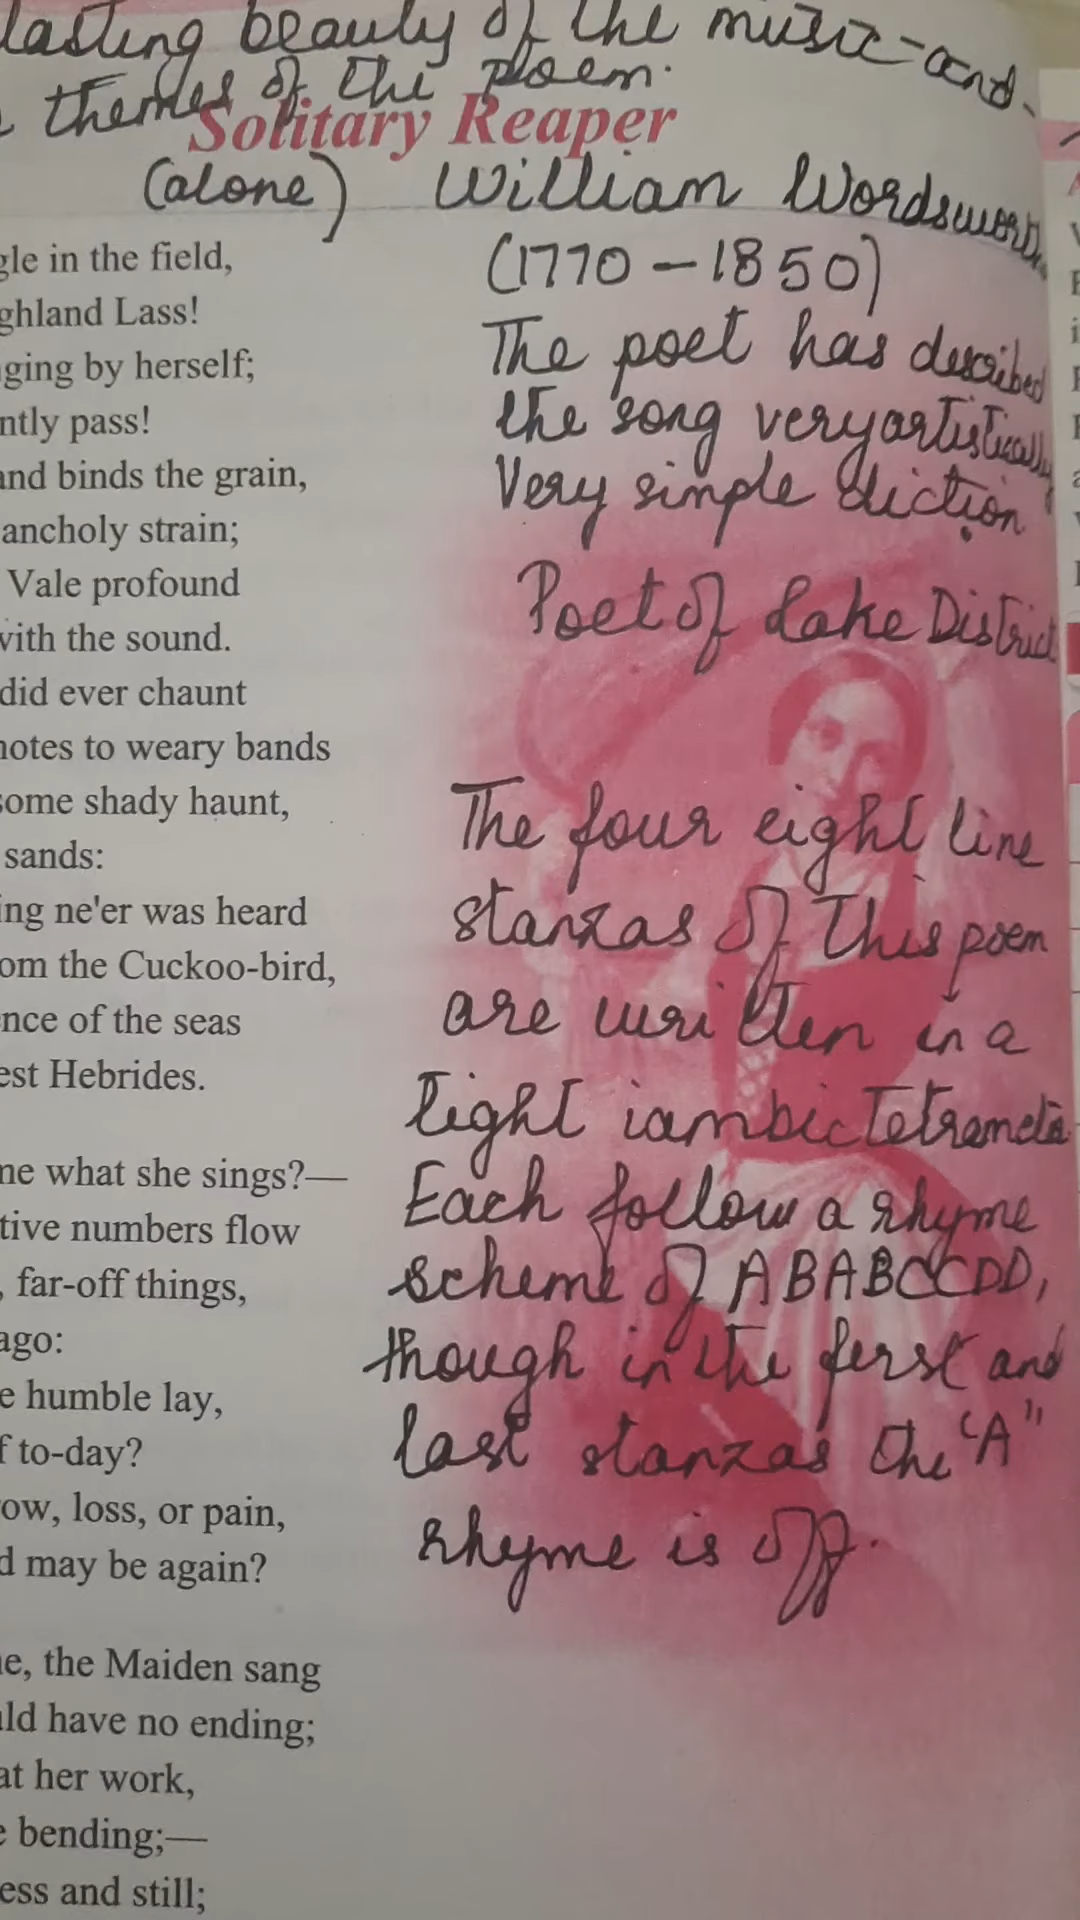 lasting beauty of the music-and-
themes of the poem.
Solitary Reaper
(alone) William Wordsworth
(1770-1850)
gle in the field,
ghland Lass!
ging by herself;
ntly pass!
and binds the grain,
ancholy strain;
Vale profound
with the sound.
did ever chaunt
notes to weary bands
some shady haunt,
sands:
ing ne'er was heard
om the Cuckoo-bird,
nce of the seas
est Hebrides.
me what she sings?—
tive numbers flow
, far-off things,
ago:
e humble lay,
f to-day?
ow, loss, or pain,
d may be again?
e, the Maiden sang
uld have no ending;
at her work,
e bending;—
ess and still;
The poet has described
the song very artistically
Very simple diction
Poet of Lake District
The four eight line
stanzas of This poem
are written in a
tight iambic Tetrameter
Each follow a rhyme
scheme of ABABCCDD,
though in the first and
last stanzas the "A"
rhyme is off.